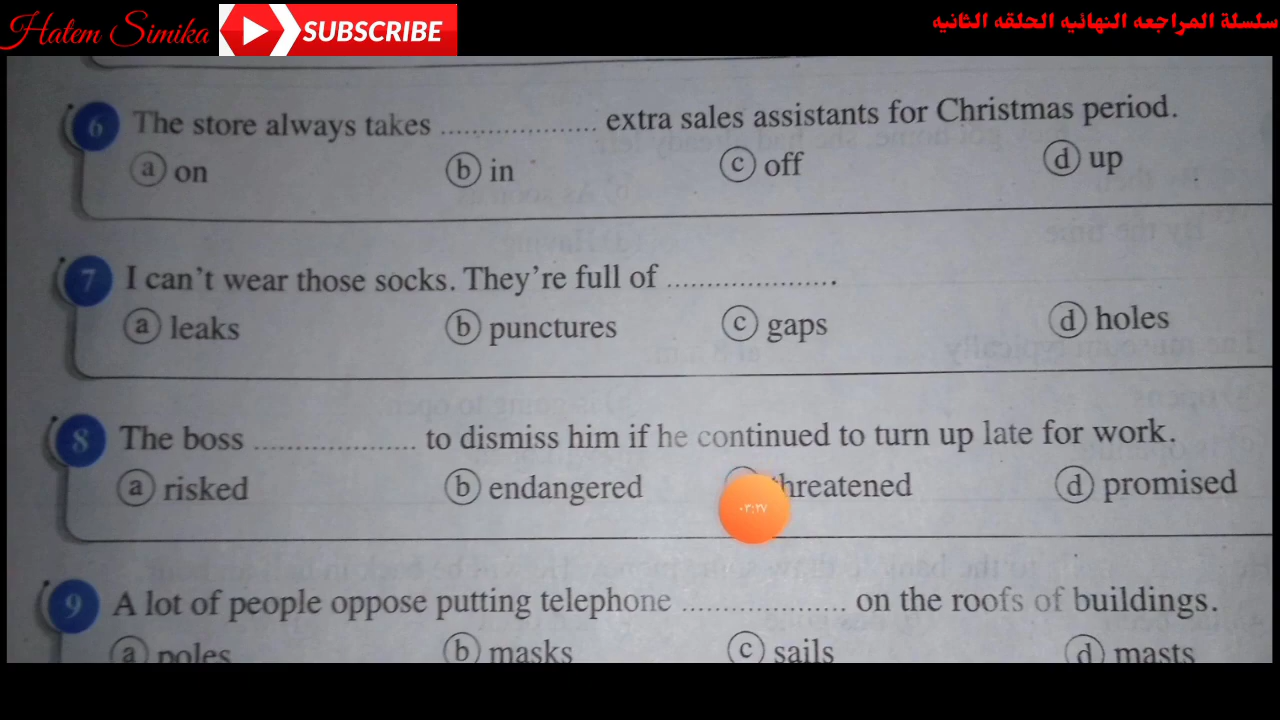 Hatem Simika SUBSCRIBE سلسلة المراجعه النهائيه الحلقه الثانيه
6 The store always takes .................... extra sales assistants for Christmas period.
a on b in c off d up
7 I can't wear those socks. They're full of .....................
a leaks b punctures c gaps d holes
8 The boss .................... to dismiss him if he continued to turn up late for work.
a risked b endangered threatened d promised
٠٣:٢٧
9 A lot of people oppose putting telephone .................... on the roofs of buildings.
a poles b masks c sails d masts